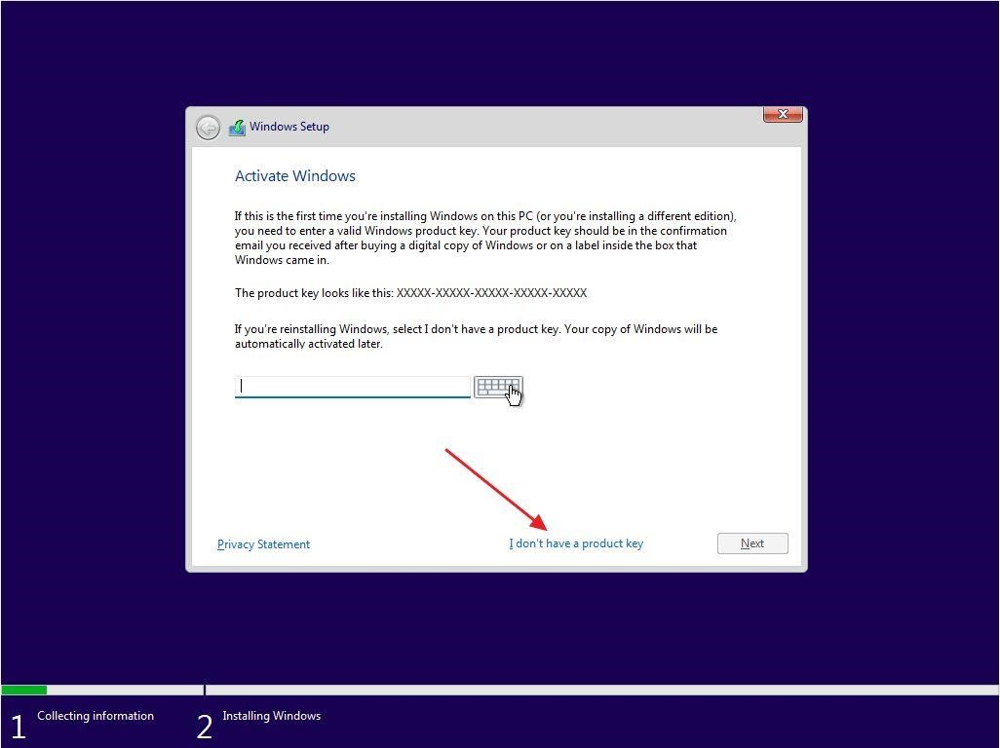 Windows Setup
Activate Windows
If this is the first time you're installing Windows on this PC (or you're installing a different edition),
you need to enter a valid Windows product key. Your product key should be in the confirmation
email you received after buying a digital copy of Windows or on a label inside the box that
Windows came in.
The product key looks like this: XXXXX-XXXXX-XXXXX-XXXXX-XXXXX
If you're reinstalling Windows, select I don't have a product key. Your copy of Windows will be
automatically activated later.
Privacy Statement
I don't have a product key
Next
1 Collecting information
2 Installing Windows